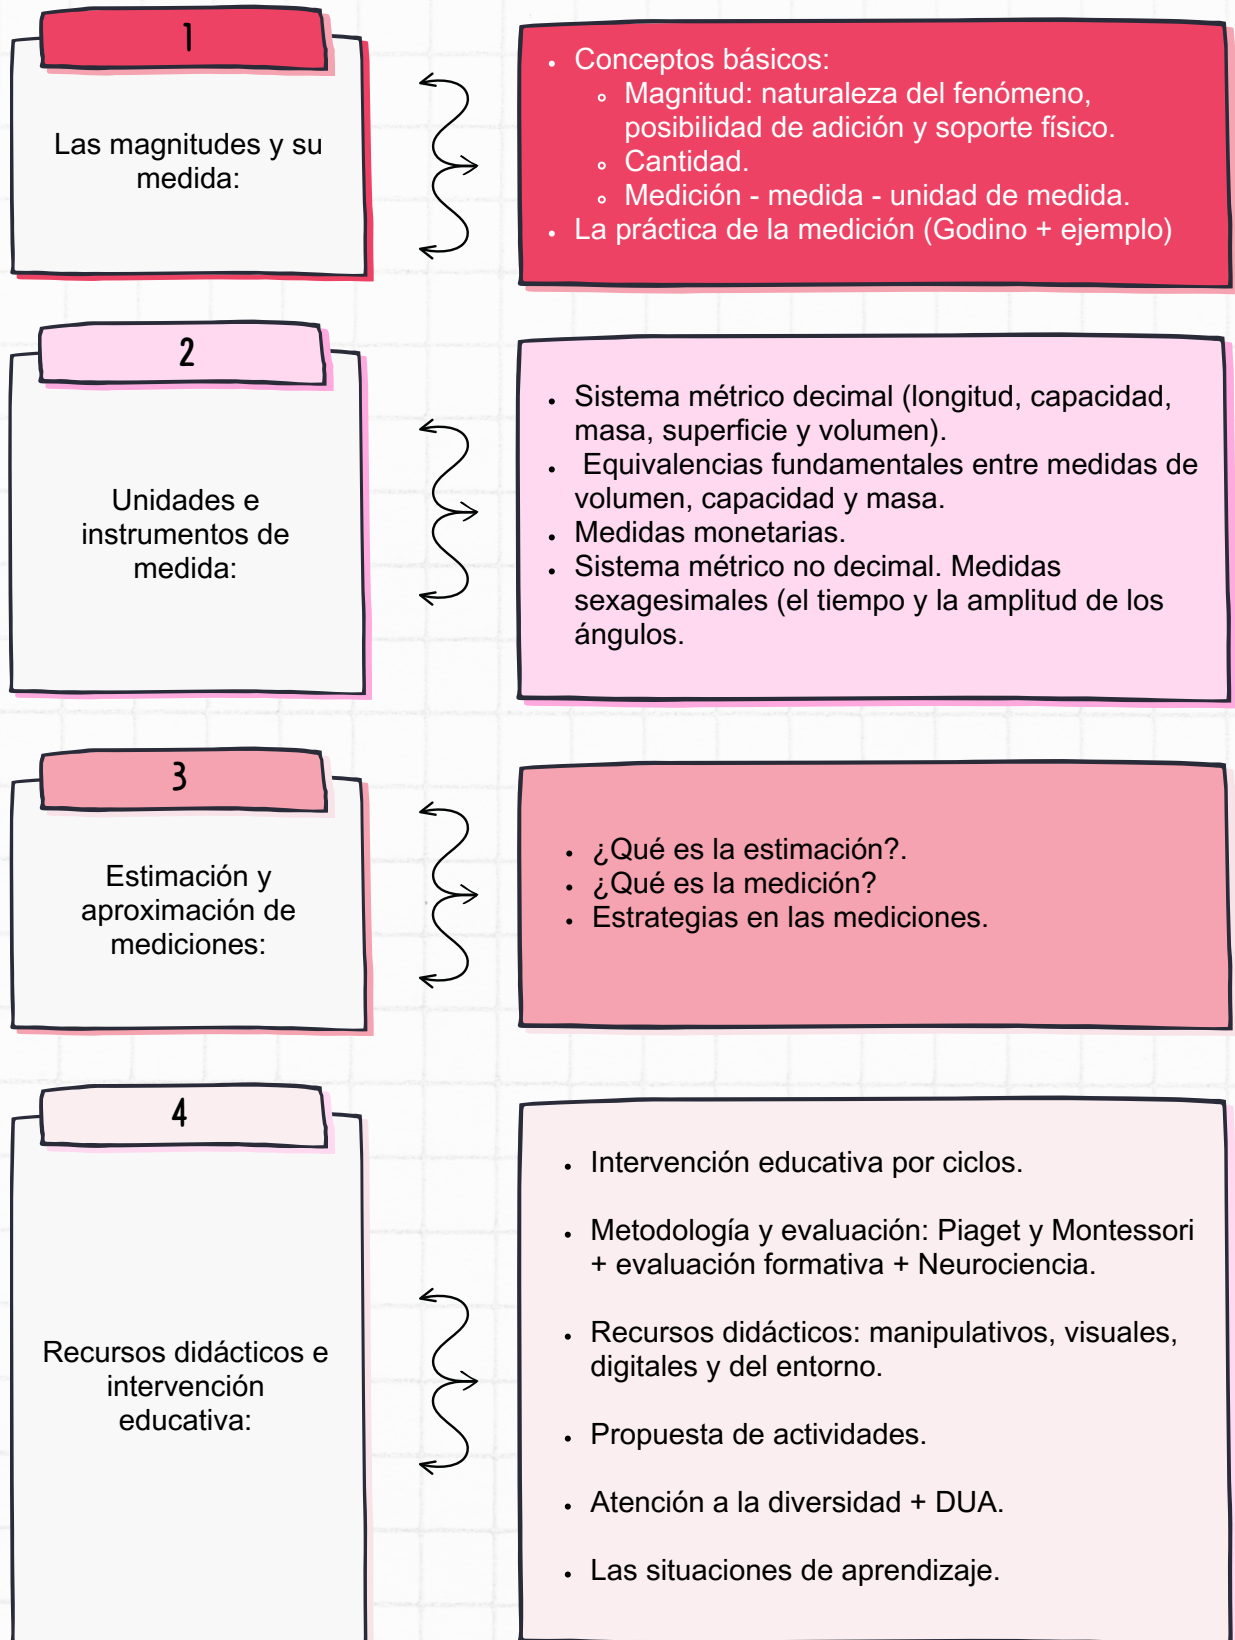 1
Las magnitudes y su
medida:
• Conceptos básicos:
◦ Magnitud: naturaleza del fenómeno,
posibilidad de adición y soporte físico.
◦ Cantidad.
◦ Medición - medida - unidad de medida.
• La práctica de la medición (Godino + ejemplo)
2
Unidades e
instrumentos de
medida:
• Sistema métrico decimal (longitud, capacidad,
masa, superficie y volumen).
• Equivalencias fundamentales entre medidas de
volumen, capacidad y masa.
• Medidas monetarias.
• Sistema métrico no decimal. Medidas
sexagesimales (el tiempo y la amplitud de los
ángulos.
3
Estimación y
aproximación de
mediciones:
• ¿Qué es la estimación?.
• ¿Qué es la medición?
• Estrategias en las mediciones.
4
Recursos didácticos e
intervención
educativa:
• Intervención educativa por ciclos.
• Metodología y evaluación: Piaget y Montessori
+ evaluación formativa + Neurociencia.
• Recursos didácticos: manipulativos, visuales,
digitales y del entorno.
• Propuesta de actividades.
• Atención a la diversidad + DUA.
• Las situaciones de aprendizaje.